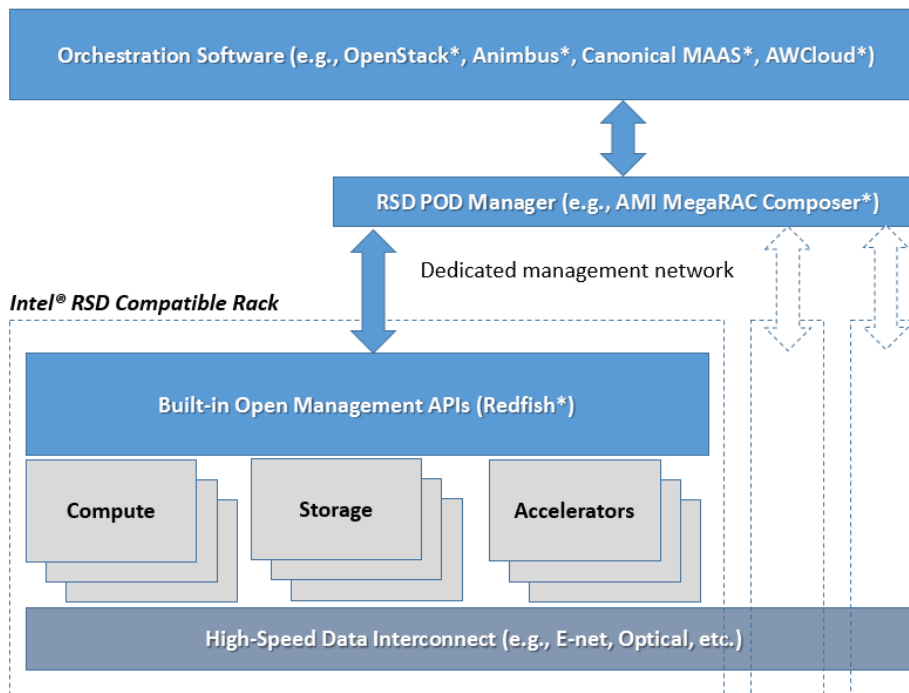 Orchestration Software (e.g., OpenStack*, Animbus*, Canonical MAAS*, AWCloud*)
RSD POD Manager (e.g., AMI MegaRAC Composer*)
Dedicated management network
Intel® RSD Compatible Rack
Built-in Open Management APIs (Redfish*)
Compute
Storage
Accelerators
High-Speed Data Interconnect (e.g., E-net, Optical, etc.)